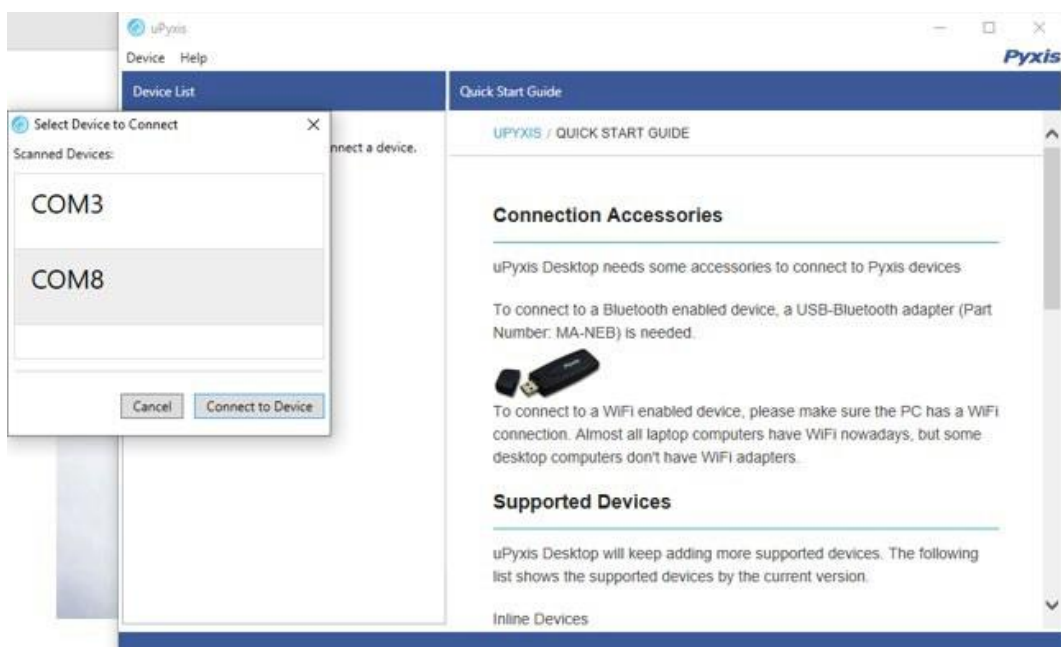 uPyxis
Device Help
Pyxis
Device List
Quick Start Guide
Select Device to Connect
Scanned Devices:
COM3
COM8
Cancel
Connect to Device
nnect a device.
UPYXIS / QUICK START GUIDE
Connection Accessories
uPyxis Desktop needs some accessories to connect to Pyxis devices
To connect to a Bluetooth enabled device, a USB-Bluetooth adapter (Part
Number: MA-NEB) is needed.
To connect to a WiFi enabled device, please make sure the PC has a WiFi
connection. Almost all laptop computers have WiFi nowadays, but some
desktop computers don't have WiFi adapters.
Supported Devices
uPyxis Desktop will keep adding more supported devices. The following
list shows the supported devices by the current version.
Inline Devices